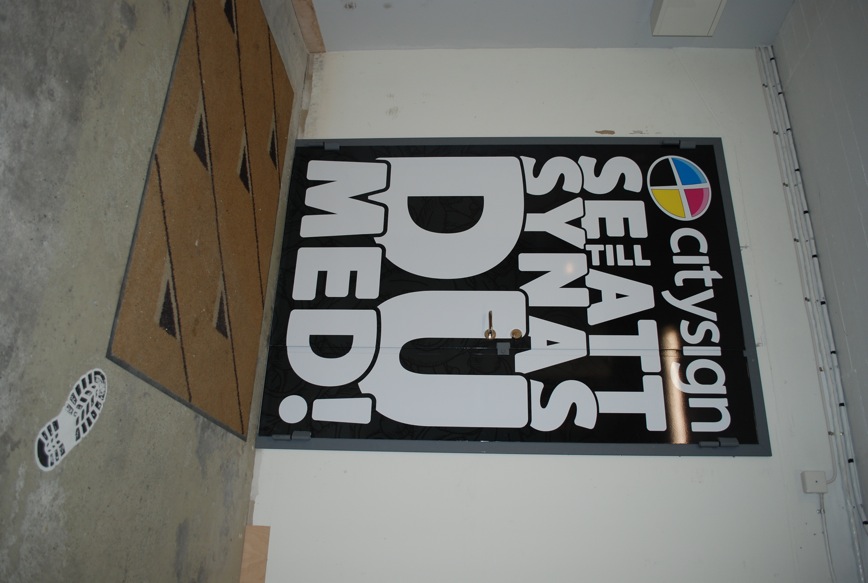 citysign
SE TILL ATT
SYNAS
DU
MED!